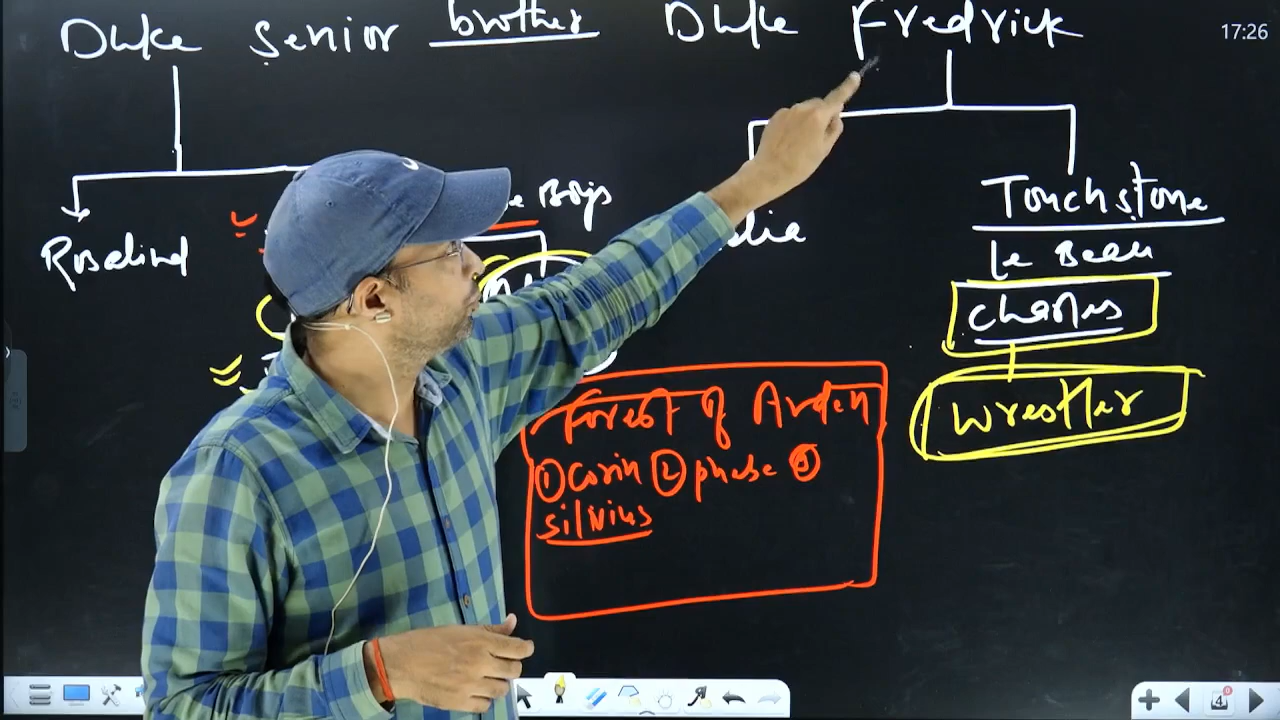 Duke Senior brother Duke Fredrick
17:26
Boys
Rosalind
Touchstone
le Beau
Charles
Wrestler
Forest of Arden
① Corin ② phebe ③
silvius
4